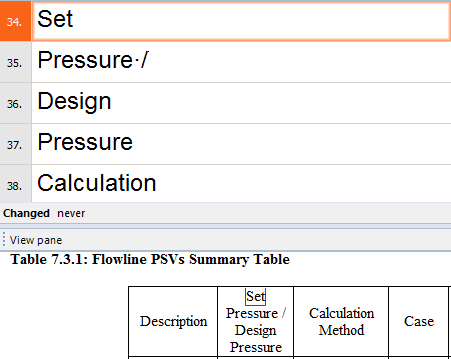 34. Set
35. Pressure·/
36. Design
37. Pressure
38. Calculation
Changed never
View pane
Table 7.3.1: Flowline PSVs Summary Table
Description
Set
Pressure /
Design
Pressure
Calculation
Method
Case